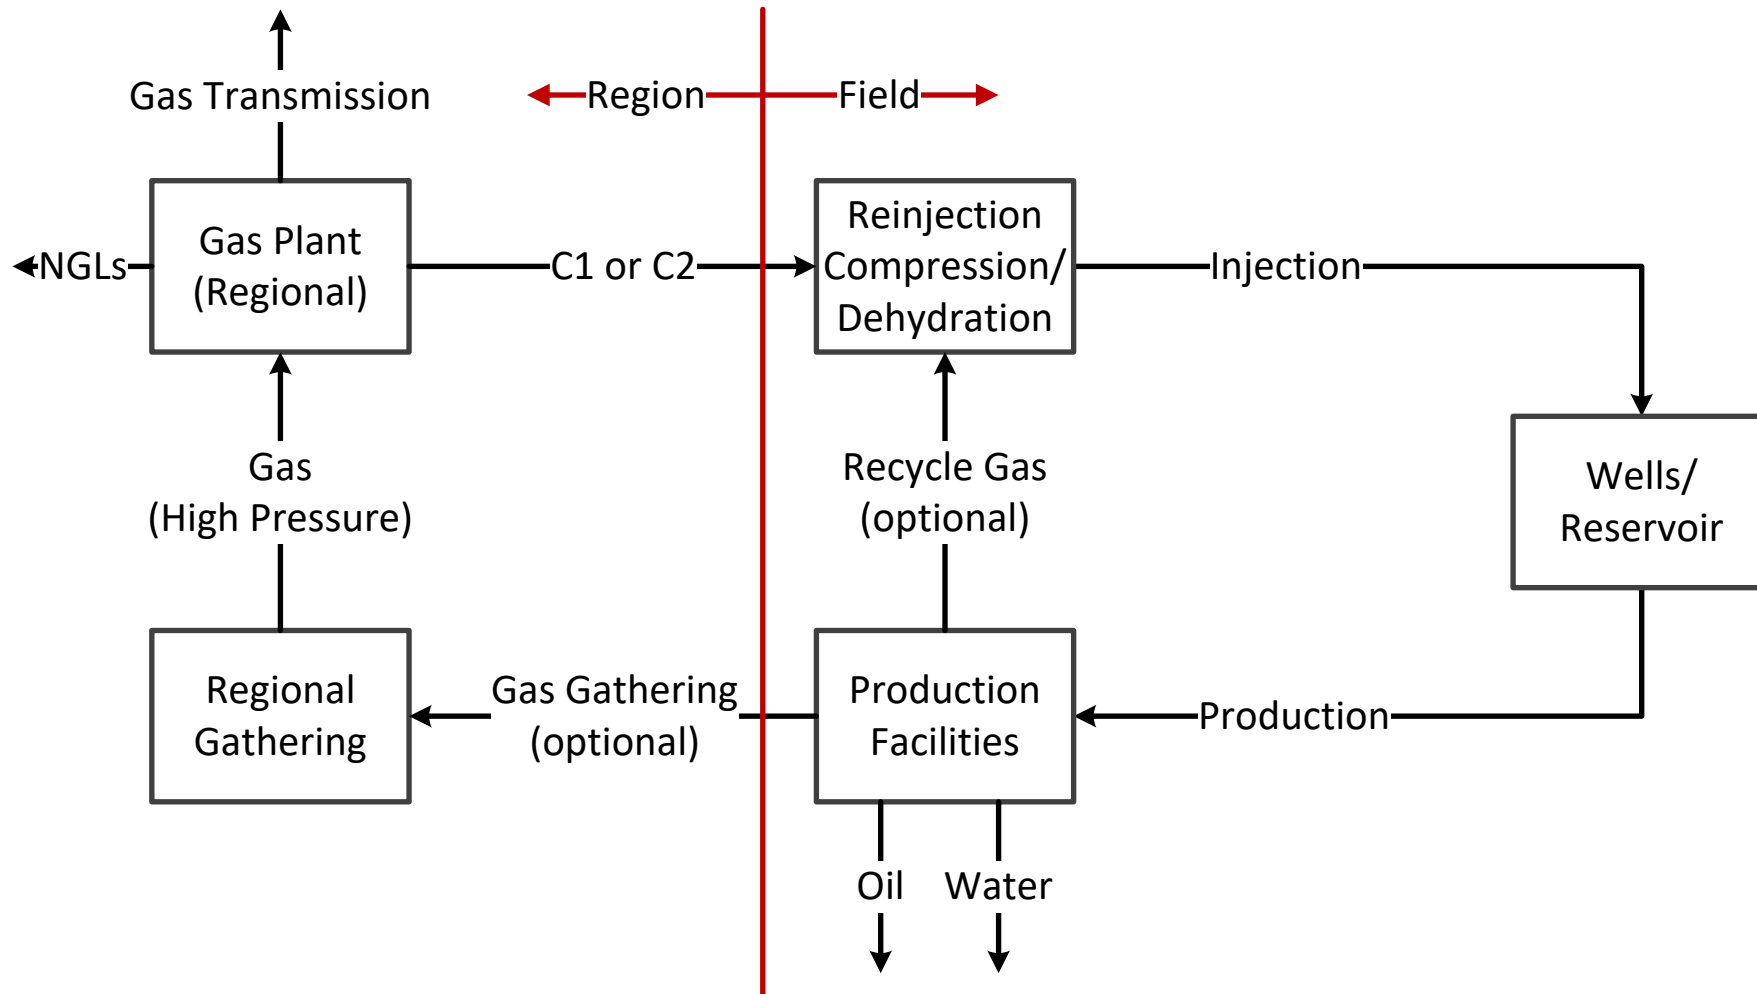 Gas Transmission
Region
Field
NGLs
Gas Plant
(Regional)
C1 or C2
Reinjection
Compression/
Dehydration
Injection
Gas
(High Pressure)
Recycle Gas
(optional)
Wells/
Reservoir
Regional
Gathering
Gas Gathering
(optional)
Production
Facilities
Production
Oil
Water